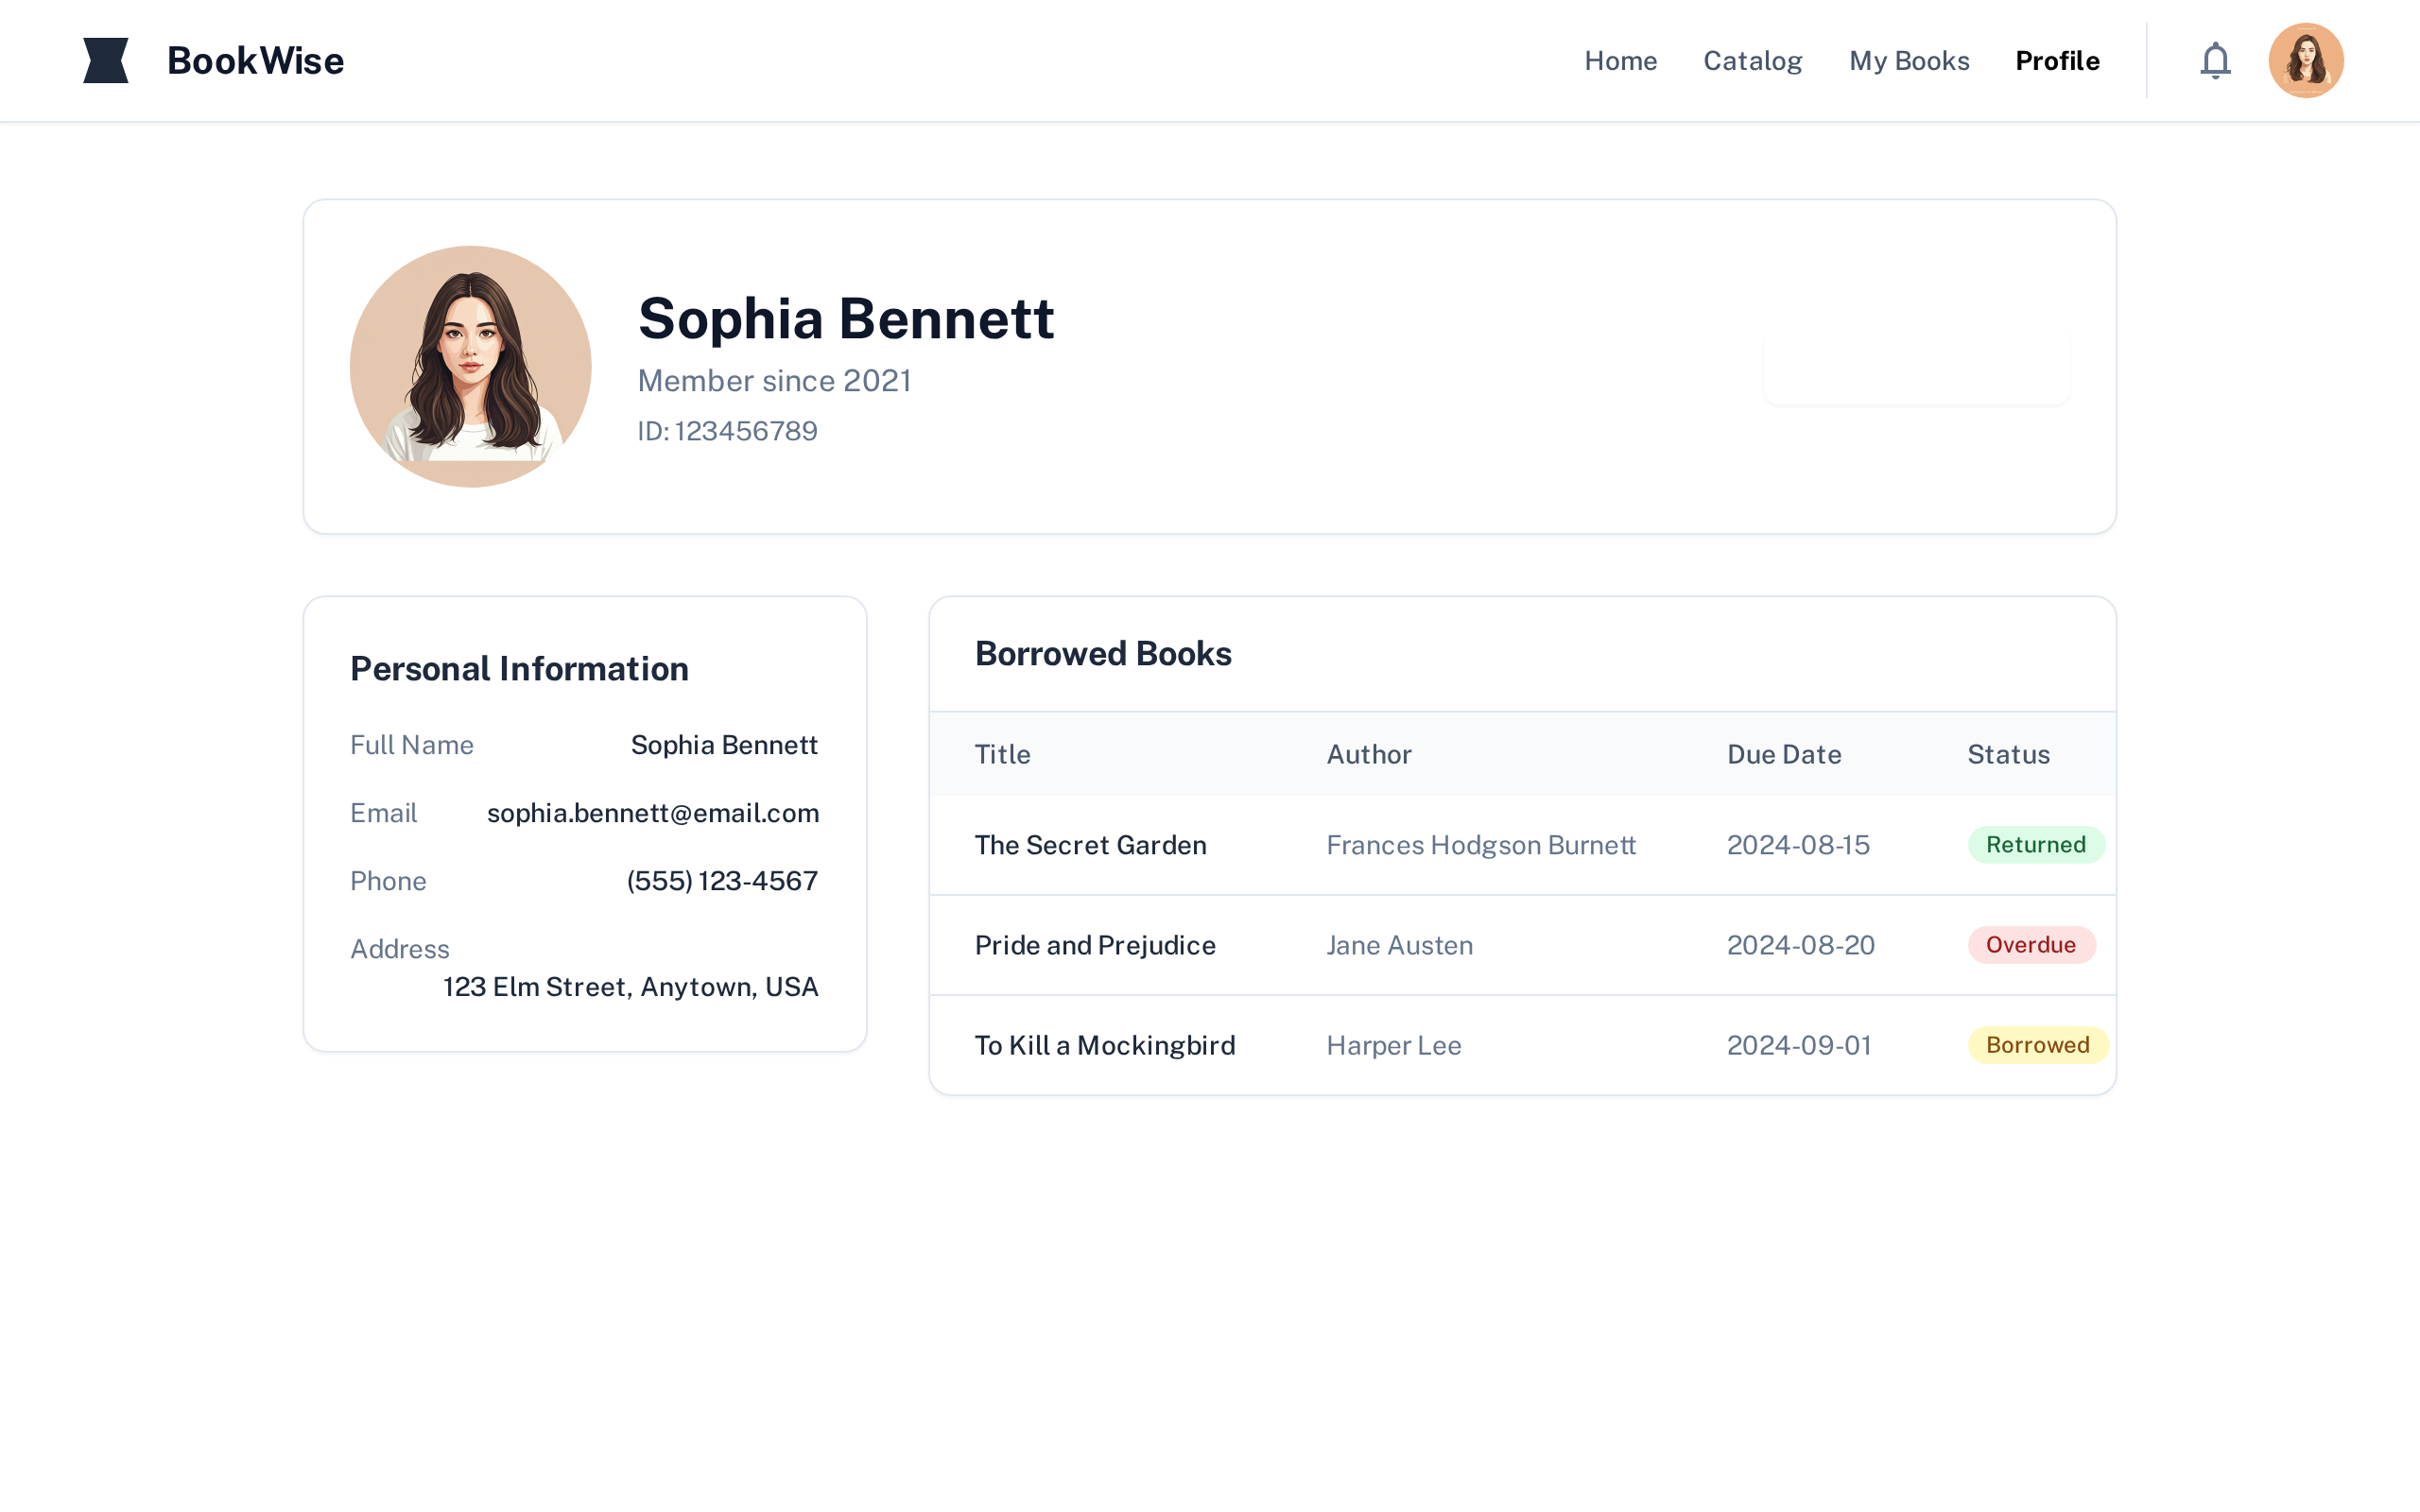 BookWise
Home Catalog My Books Profile
Sophia Bennett
Member since 2021
ID: 123456789
Personal Information
Full Name Sophia Bennett
Email sophia.bennett@email.com
Phone (555) 123-4567
Address
123 Elm Street, Anytown, USA
Borrowed Books
Title Author Due Date Status
The Secret Garden Frances Hodgson Burnett 2024-08-15 Returned
Pride and Prejudice Jane Austen 2024-08-20 Overdue
To Kill a Mockingbird Harper Lee 2024-09-01 Borrowed